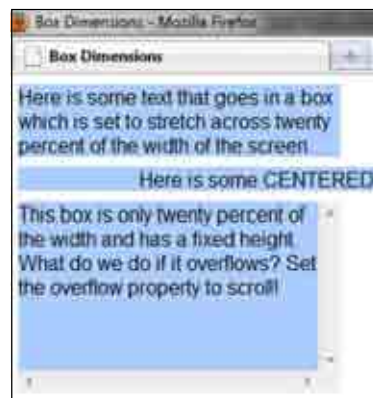 Box Dimensions - Mozilla Firefox
Box Dimensions
Here is some text that goes in a box
which is set to stretch across twenty
percent of the width of the screen
Here is some CENTERED
This box is only twenty percent of
the width and has a fixed height.
What do we do if it overflows? Set
the overflow property to scroll!